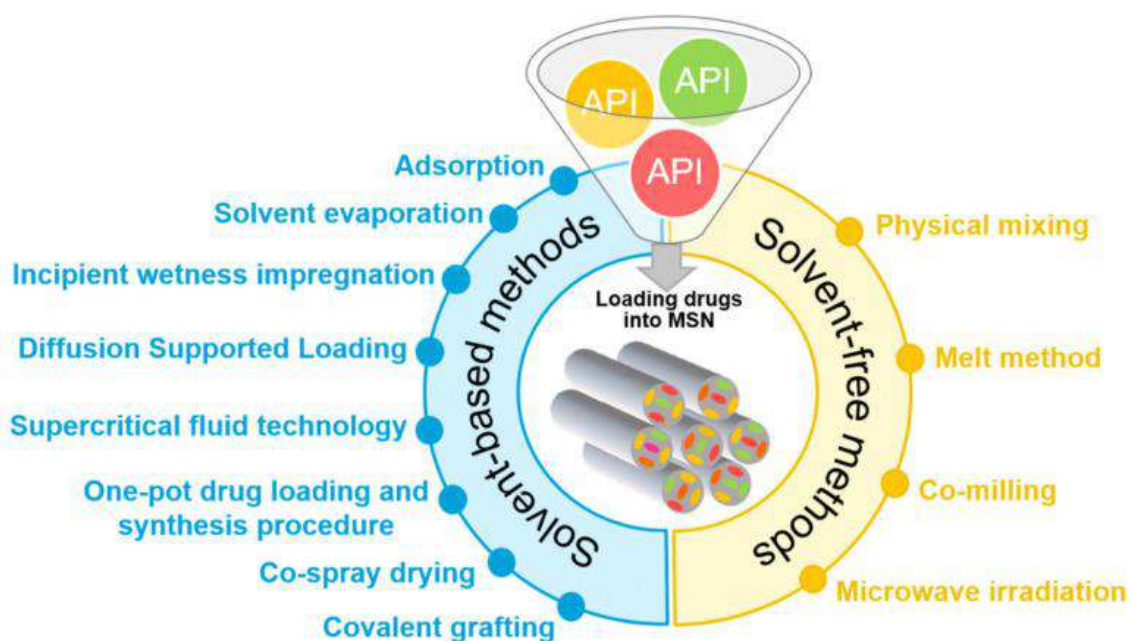 API
API
API
Adsorption
Solvent evaporation
Incipient wetness impregnation
Diffusion Supported Loading
Supercritical fluid technology
One-pot drug loading and
synthesis procedure
Co-spray drying
Covalent grafting
Solvent-based methods
Loading drugs
into MSN
Solvent-free methods
Physical mixing
Melt method
Co-milling
Microwave irradiation